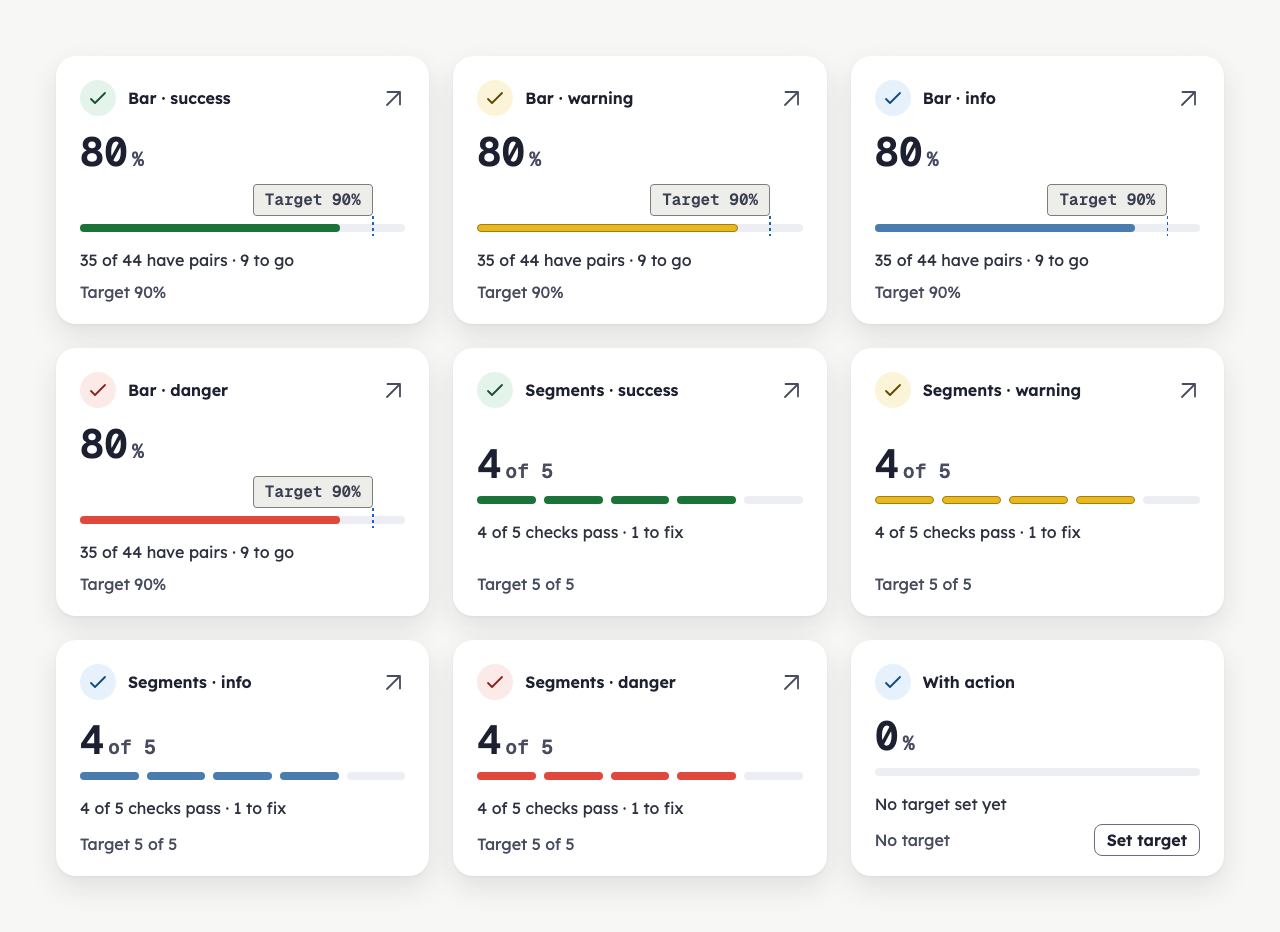 Bar · success
80%
Target 90%
35 of 44 have pairs · 9 to go
Target 90%
Bar · warning
80%
Target 90%
35 of 44 have pairs · 9 to go
Target 90%
Bar · info
80%
Target 90%
35 of 44 have pairs · 9 to go
Target 90%
Bar · danger
80%
Target 90%
35 of 44 have pairs · 9 to go
Target 90%
Segments · success
4 of 5
4 of 5 checks pass · 1 to fix
Target 5 of 5
Segments · warning
4 of 5
4 of 5 checks pass · 1 to fix
Target 5 of 5
Segments · info
4 of 5
4 of 5 checks pass · 1 to fix
Target 5 of 5
Segments · danger
4 of 5
4 of 5 checks pass · 1 to fix
Target 5 of 5
With action
0%
No target set yet
No target
Set target